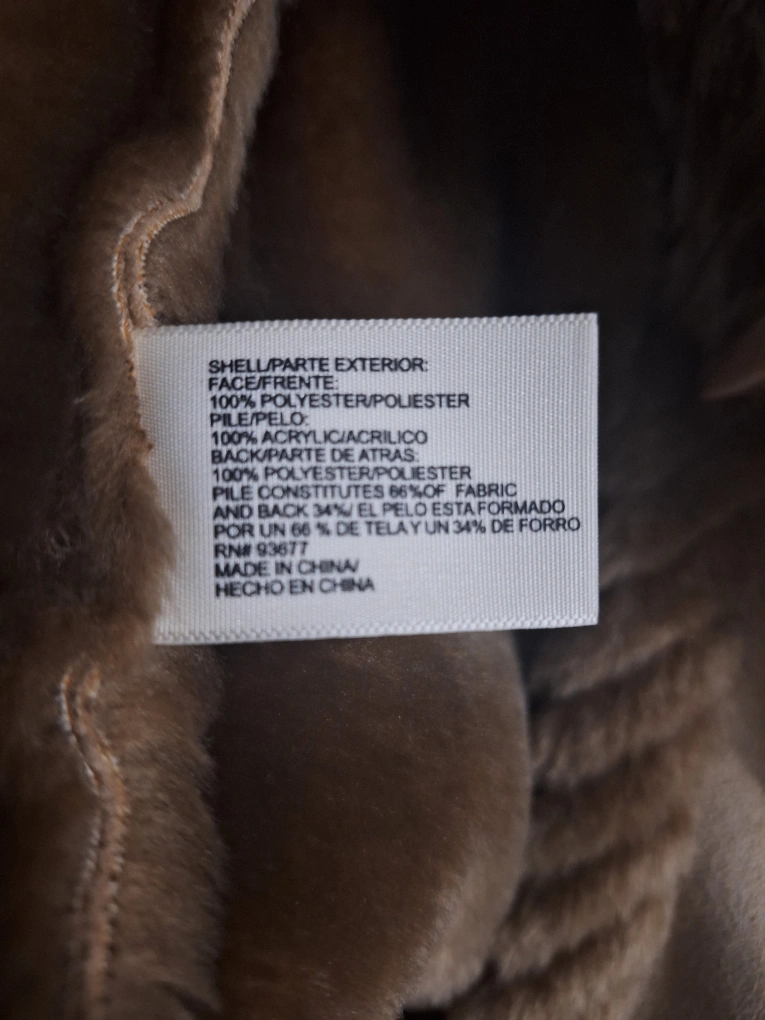 SHELL/PARTE EXTERIOR:
FACE/FRENTE:
100% POLYESTER/POLIESTER
PILE/PELO:
100% ACRYLIC/ACRILICO
BACK/PARTE DE ATRAS:
100% POLYESTER/POLIESTER
PILE CONSTITUTES 66%OF FABRIC
AND BACK 34%/ EL PELO ESTA FORMADO
POR UN 66 % DE TELA Y UN 34% DE FORRO
RN# 93677
MADE IN CHINA/
HECHO EN CHINA